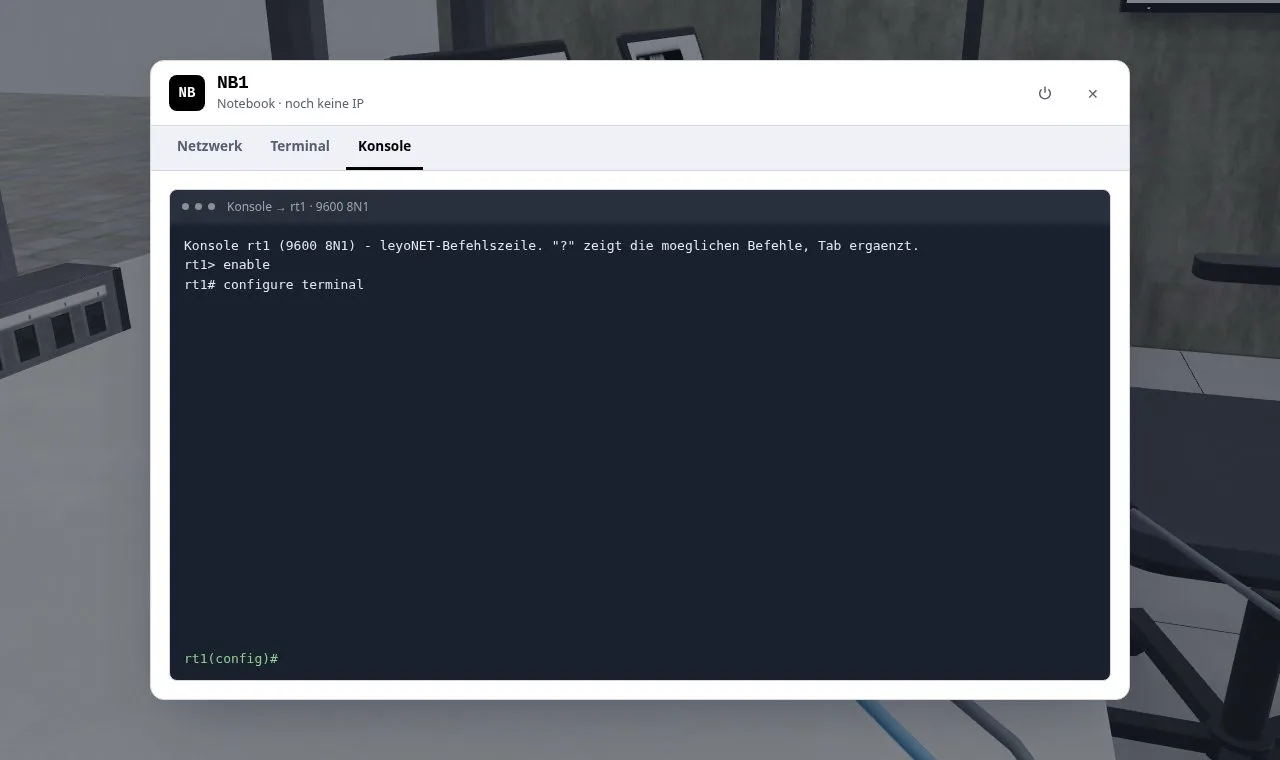 NB
NB1
Notebook · noch keine IP
Netzwerk
Terminal
Konsole
Konsole → rt1 · 9600 8N1
Konsole rt1 (9600 8N1) - leyoNET-Befehlszeile. "?" zeigt die moeglichen Befehle, Tab ergaenzt.
rt1> enable
rt1# configure terminal
rt1(config)#